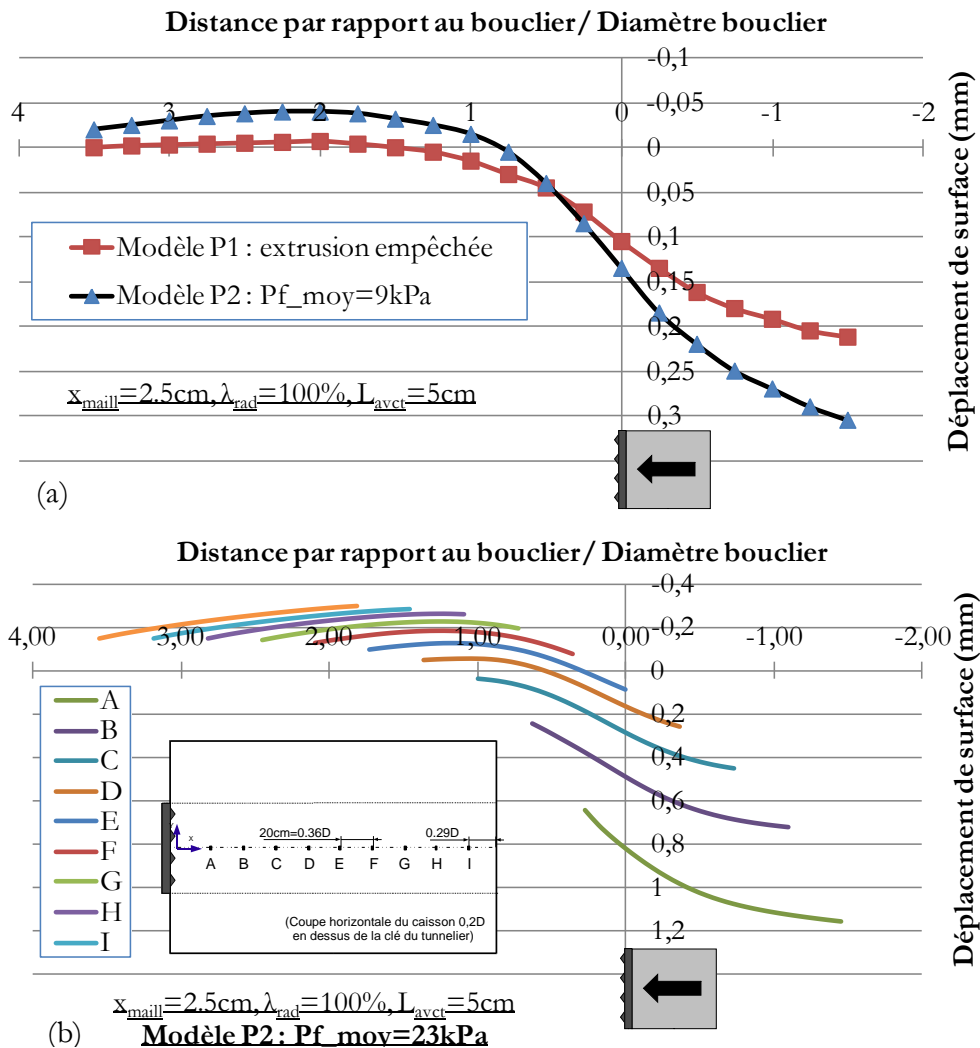 Distance par rapport au bouclier/ Diamètre bouclier
-0,1
-0,05
4
3
2
1
0
-1
-2
0
0,05
0,1
0,15
0,2
0,25
0,3
Déplacement de surface (mm)
Modèle P1 : extrusion empêchée
Modèle P2 : Pf_moy=9kPa
x_maill=2.5cm, λ_rad=100%, L_avct=5cm
(a)
Distance par rapport au bouclier/ Diamètre bouclier
-0,4
-0,2
4,00
3,00
2,00
1,00
0,00
-1,00
-2,00
0
0,2
0,4
0,6
0,8
1
1,2
Déplacement de surface (mm)
A
B
C
D
E
F
G
H
I
20cm=0.36D
0.29D
x
A B C D E F G H I
(Coupe horizontale du caisson 0,2D
en dessus de la clé du tunnelier)
x_maill=2.5cm, λ_rad=100%, L_avct=5cm
(b)
Modèle P2 : Pf_moy=23kPa